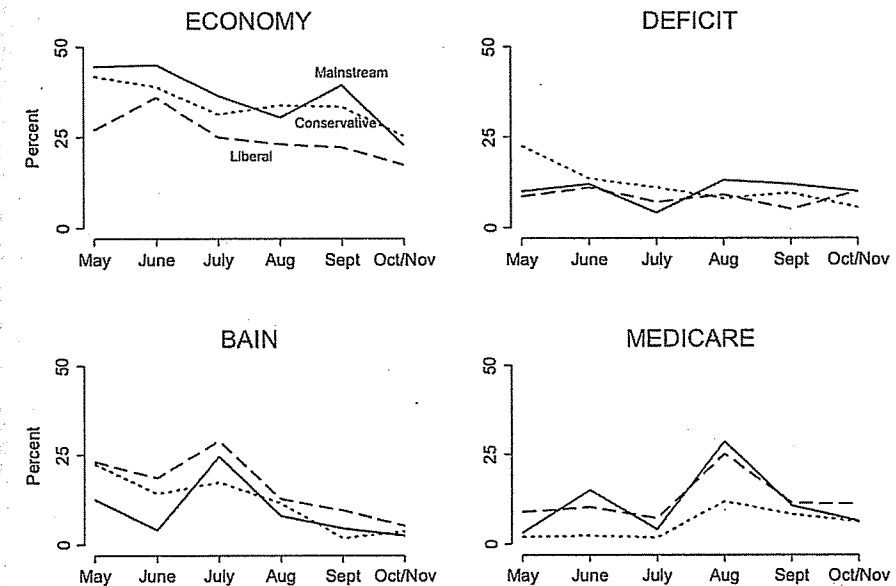 ECONOMY
50
25
0
Percent
Mainstream
Conservative
Liberal
May June July Aug Sept Oct/Nov
DEFICIT
50
25
0
May June July Aug Sept Oct/Nov
BAIN
50
25
0
Percent
May June July Aug Sept Oct/Nov
MEDICARE
50
25
0
May June July Aug Sept Oct/Nov